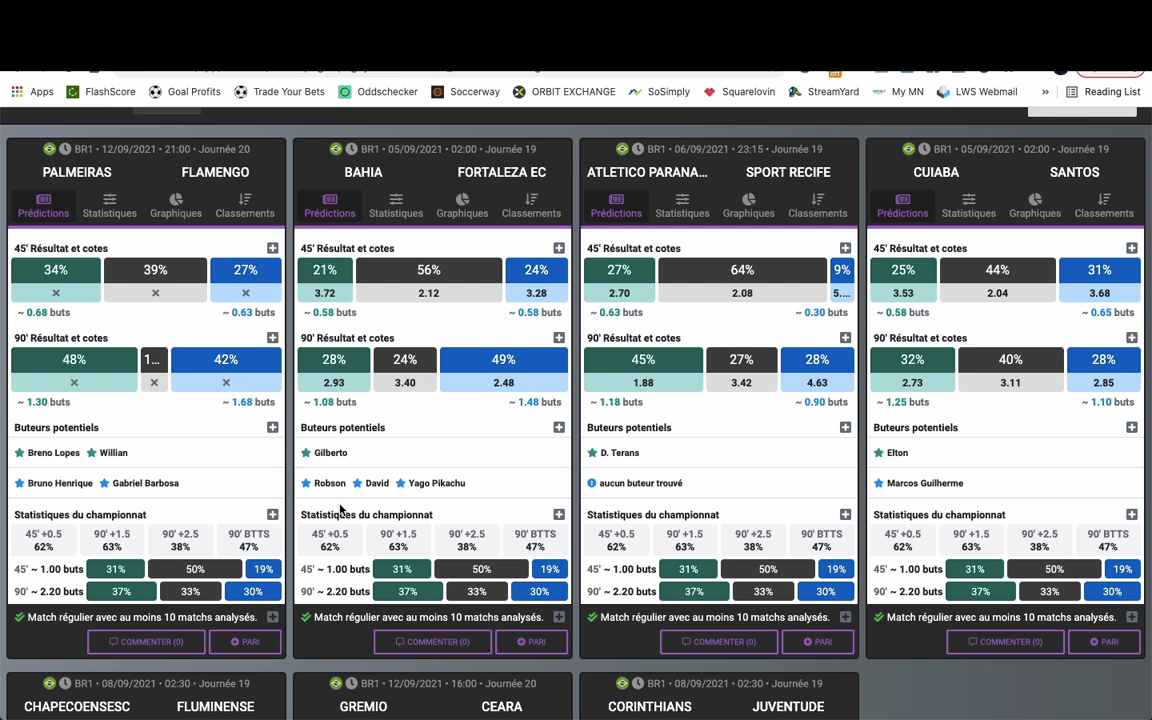 Apps FlashScore Goal Profits Trade Your Bets Oddschecker Soccerway ORBIT EXCHANGE SoSimply Squarelovin StreamYard My MN LWS Webmail » Reading List
BR1 • 12/09/2021 • 21:00 • Journée 20
PALMEIRAS FLAMENGO
Prédictions Statistiques Graphiques Classements
45' Résultat et cotes
34% 39% 27%
× × ×
~ 0.68 buts ~ 0.63 buts
90' Résultat et cotes
48% 1... 42%
× × ×
~ 1.30 buts ~ 1.68 buts
Buteurs potentiels
Breno Lopes Willian
Bruno Henrique Gabriel Barbosa
Statistiques du championnat
45' +0.5 90' +1.5 90' +2.5 90' BTTS
62% 63% 38% 47%
45' ~ 1.00 buts 31% 50% 19%
90' ~ 2.20 buts 37% 33% 30%
Match régulier avec au moins 10 matchs analysés.
COMMENTER (0) PARI
BR1 • 05/09/2021 • 02:00 • Journée 19
BAHIA FORTALEZA EC
Prédictions Statistiques Graphiques Classements
45' Résultat et cotes
21% 56% 24%
3.72 2.12 3.28
~ 0.58 buts ~ 0.58 buts
90' Résultat et cotes
28% 24% 49%
2.93 3.40 2.48
~ 1.08 buts ~ 1.48 buts
Buteurs potentiels
Gilberto
Robson David Yago Pikachu
Statistiques du championnat
45' +0.5 90' +1.5 90' +2.5 90' BTTS
62% 63% 38% 47%
45' ~ 1.00 buts 31% 50% 19%
90' ~ 2.20 buts 37% 33% 30%
Match régulier avec au moins 10 matchs analysés.
COMMENTER (0) PARI
BR1 • 06/09/2021 • 23:15 • Journée 19
ATLETICO PARANA... SPORT RECIFE
Prédictions Statistiques Graphiques Classements
45' Résultat et cotes
27% 64% 9%
2.70 2.08 5....
~ 0.63 buts ~ 0.30 buts
90' Résultat et cotes
45% 27% 28%
1.88 3.42 4.63
~ 1.18 buts ~ 0.90 buts
Buteurs potentiels
D. Terans
aucun buteur trouvé
Statistiques du championnat
45' +0.5 90' +1.5 90' +2.5 90' BTTS
62% 63% 38% 47%
45' ~ 1.00 buts 31% 50% 19%
90' ~ 2.20 buts 37% 33% 30%
Match régulier avec au moins 10 matchs analysés.
COMMENTER (0) PARI
BR1 • 05/09/2021 • 02:00 • Journée 19
CUIABA SANTOS
Prédictions Statistiques Graphiques Classements
45' Résultat et cotes
25% 44% 31%
3.53 2.04 3.68
~ 0.58 buts ~ 0.65 buts
90' Résultat et cotes
32% 40% 28%
2.73 3.11 2.85
~ 1.25 buts ~ 1.10 buts
Buteurs potentiels
Elton
Marcos Guilherme
Statistiques du championnat
45' +0.5 90' +1.5 90' +2.5 90' BTTS
62% 63% 38% 47%
45' ~ 1.00 buts 31% 50% 19%
90' ~ 2.20 buts 37% 33% 30%
Match régulier avec au moins 10 matchs analysés.
COMMENTER (0) PARI
BR1 • 08/09/2021 • 02:30 • Journée 19
CHAPECOENSESC FLUMINENSE
BR1 • 12/09/2021 • 16:00 • Journée 20
GREMIO CEARA
BR1 • 08/09/2021 • 02:30 • Journée 19
CORINTHIANS JUVENTUDE